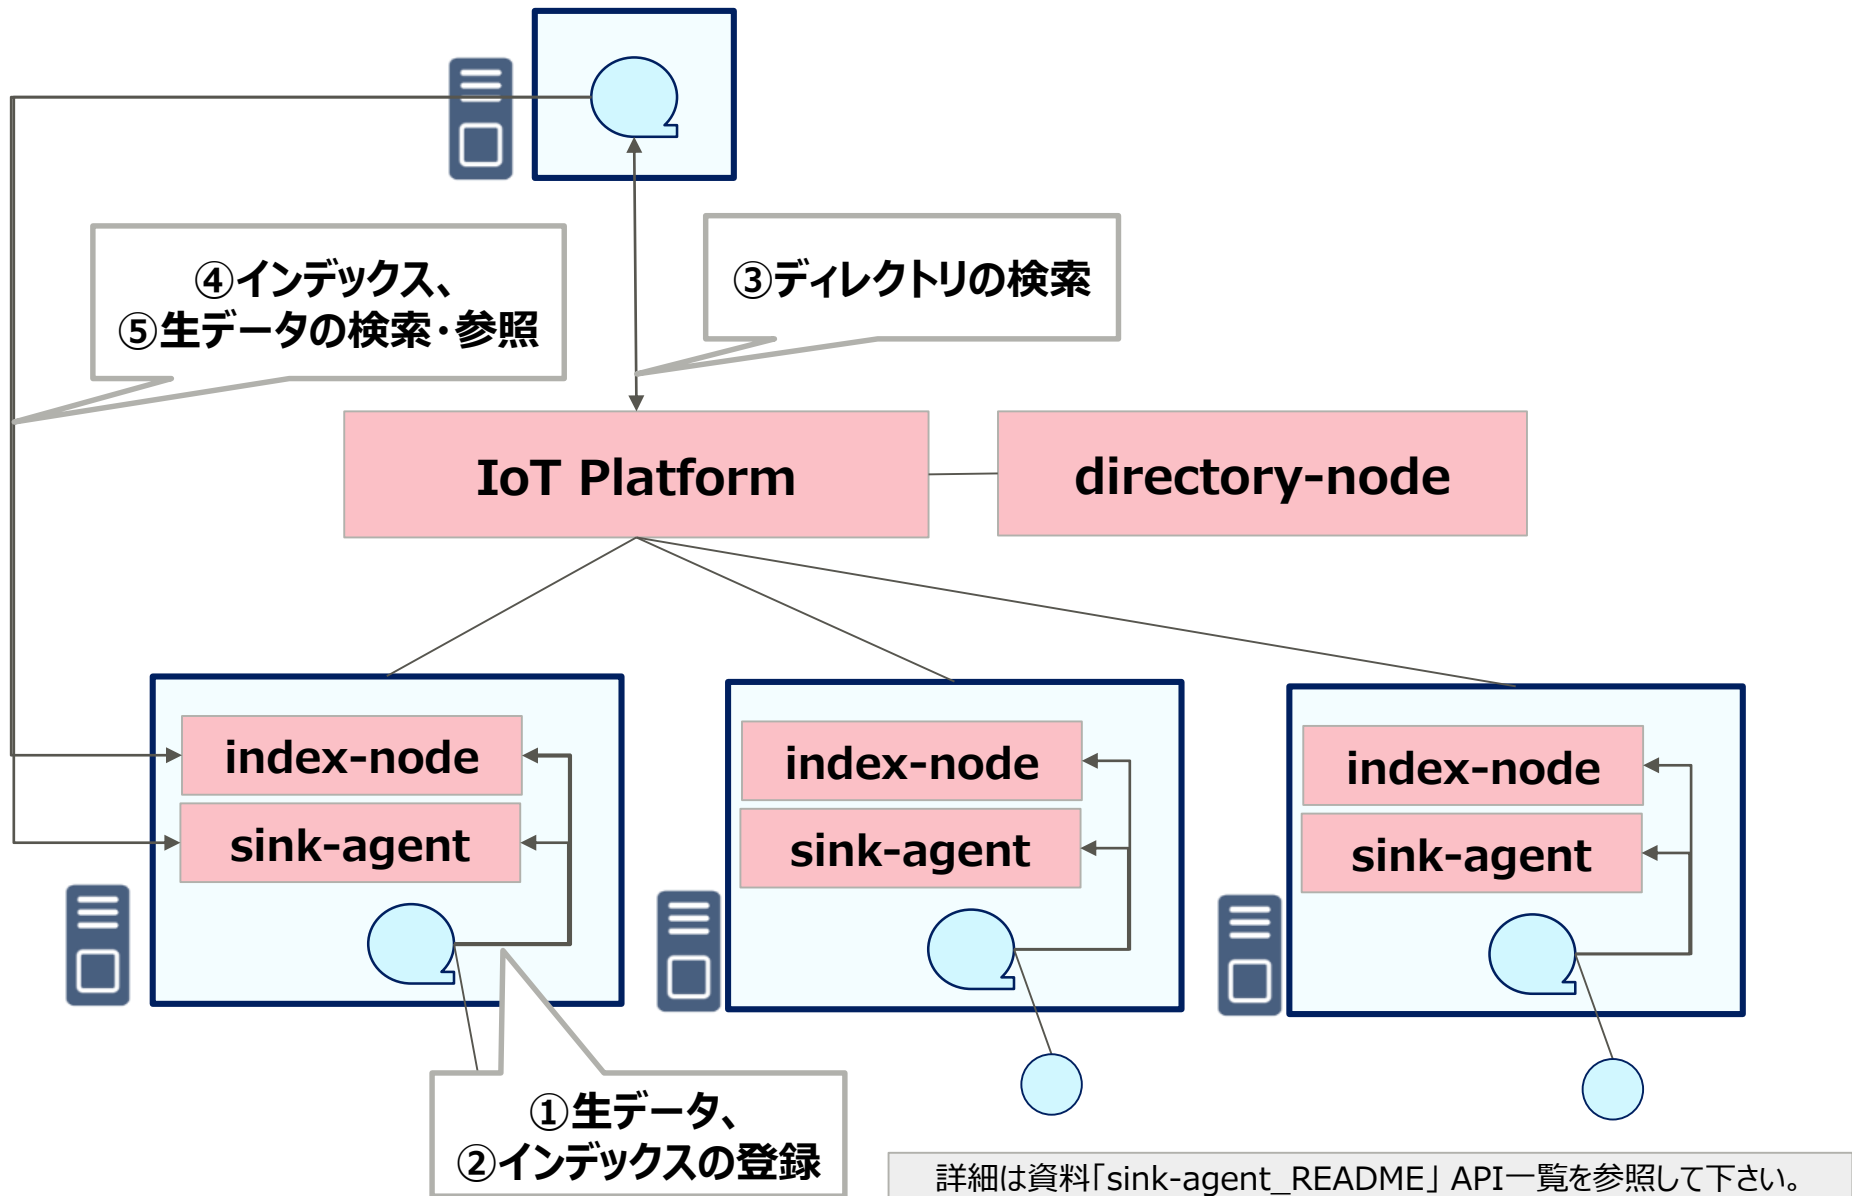 ④インデックス、
⑤生データの検索・参照
③ディレクトリの検索
IoT Platform
directory-node
index-node
sink-agent
index-node
sink-agent
index-node
sink-agent
①生データ、
②インデックスの登録
詳細は資料「sink-agent_README」 API一覧を参照して下さい。